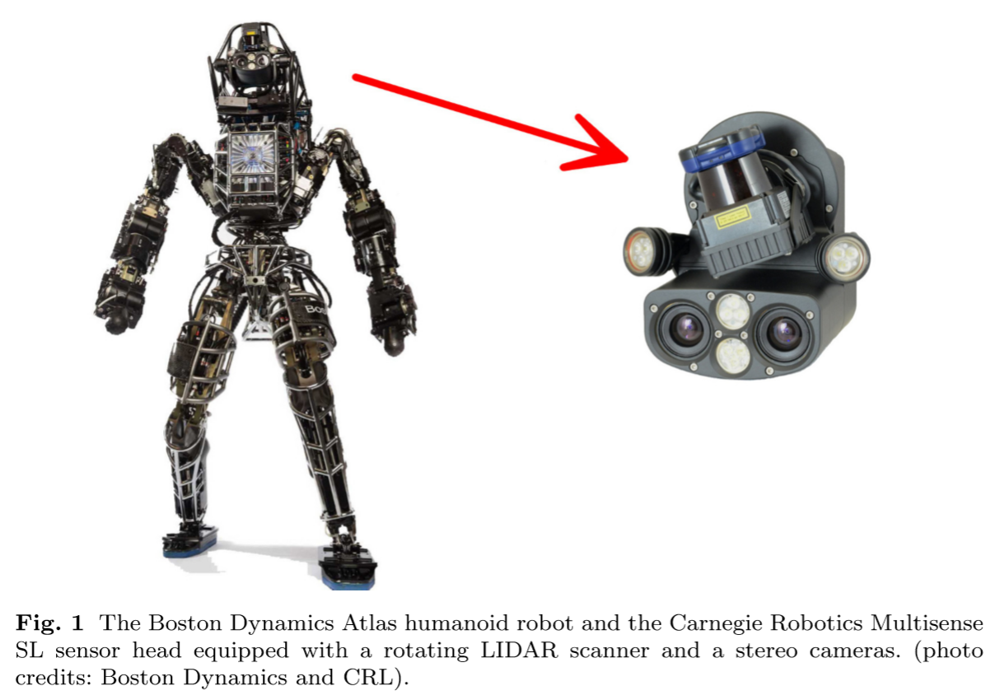 Bos
Fig. 1 The Boston Dynamics Atlas humanoid robot and the Carnegie Robotics Multisense
SL sensor head equipped with a rotating LIDAR scanner and a stereo cameras. (photo
credits: Boston Dynamics and CRL).